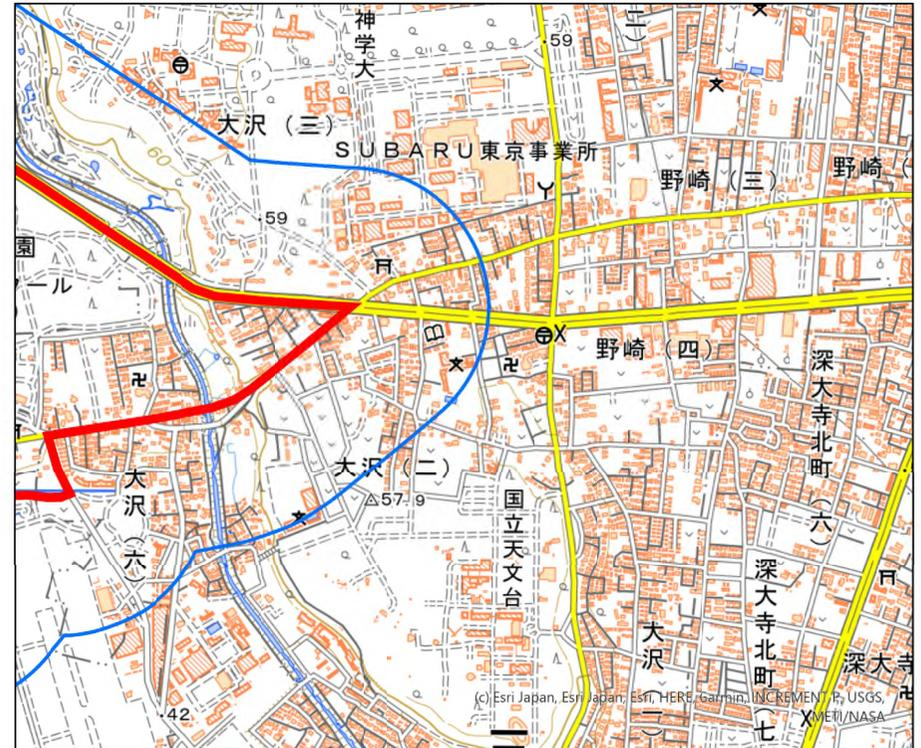 神学大
59
(三)
大沢(三)
SUBARU東京事業所
60
野崎(三)
野崎(
59
園
ール
野崎(四)
深大寺北町(六)
大沢(二)
57.9
大沢(六)
国立天文台
深大寺北町(七
大沢(一)
深大寺
42
(c) Esri Japan, Esri Japan, Esri, HERE, Garmin, INCREMENT P, USGS,
METI/NASA